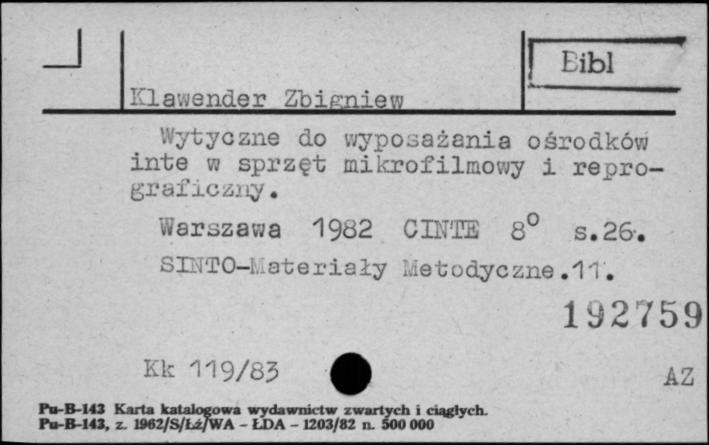 Bibl
Klawender Zbigniew
Wytyczne do wyposażania ośrodków
inte w sprzęt mikrofilmowy i repro-
graficzny.
Warszawa 1982 CINTE 8° s.26.
SINTO-Materiały Metodyczne.11.
192759
Kk 119/83
AZ
Pu-B-143 Karta katalogowa wydawnictw zwartych i ciągłych.
Pu-B-143, z. 1962/S/Łż/WA - ŁDA - 1203/82 n. 500 000